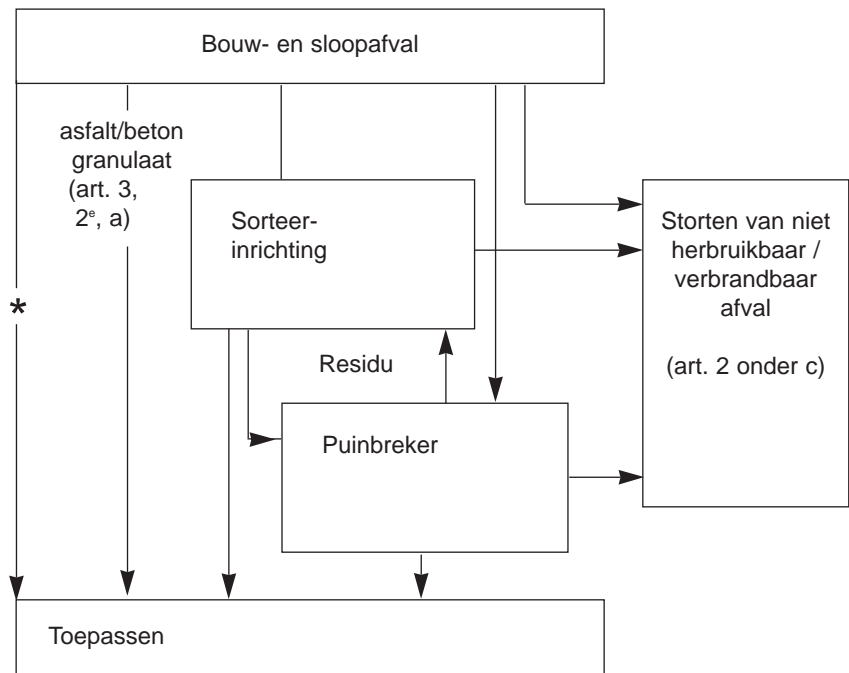 Bouw- en sloopafval
asfalt/beton
granulaat
(art. 3,
2e, a)
Sorteer-
inrichting
Storten van niet
herbruikbaar /
verbrandbaar
afval
(art. 2 onder c)
*
Residu
Puinbreker
Toepassen